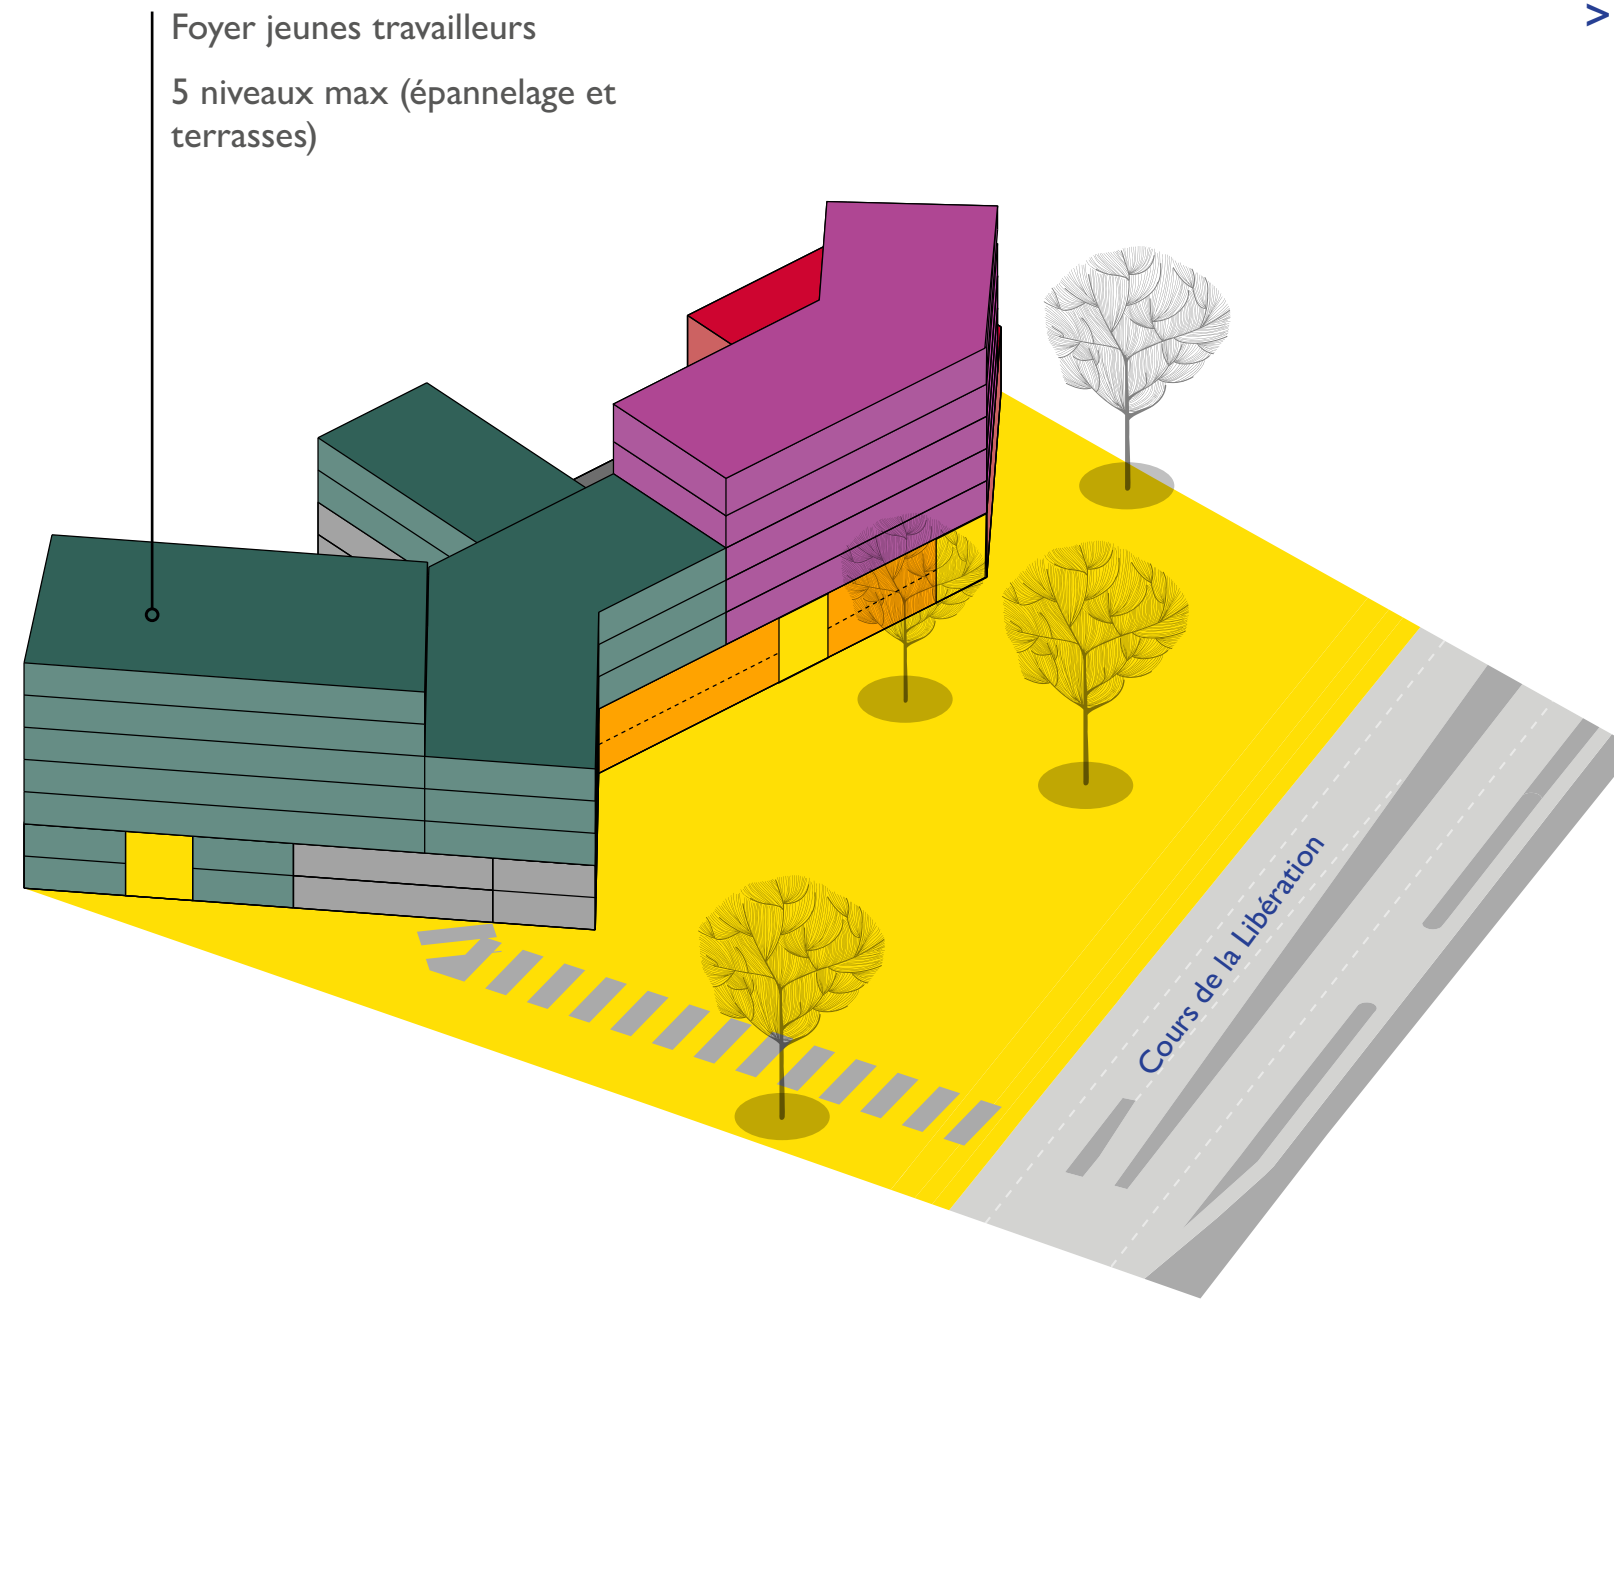 Foyer jeunes travailleurs
>
5 niveaux max (épannelage et
terrasses)
Cours de la Libération